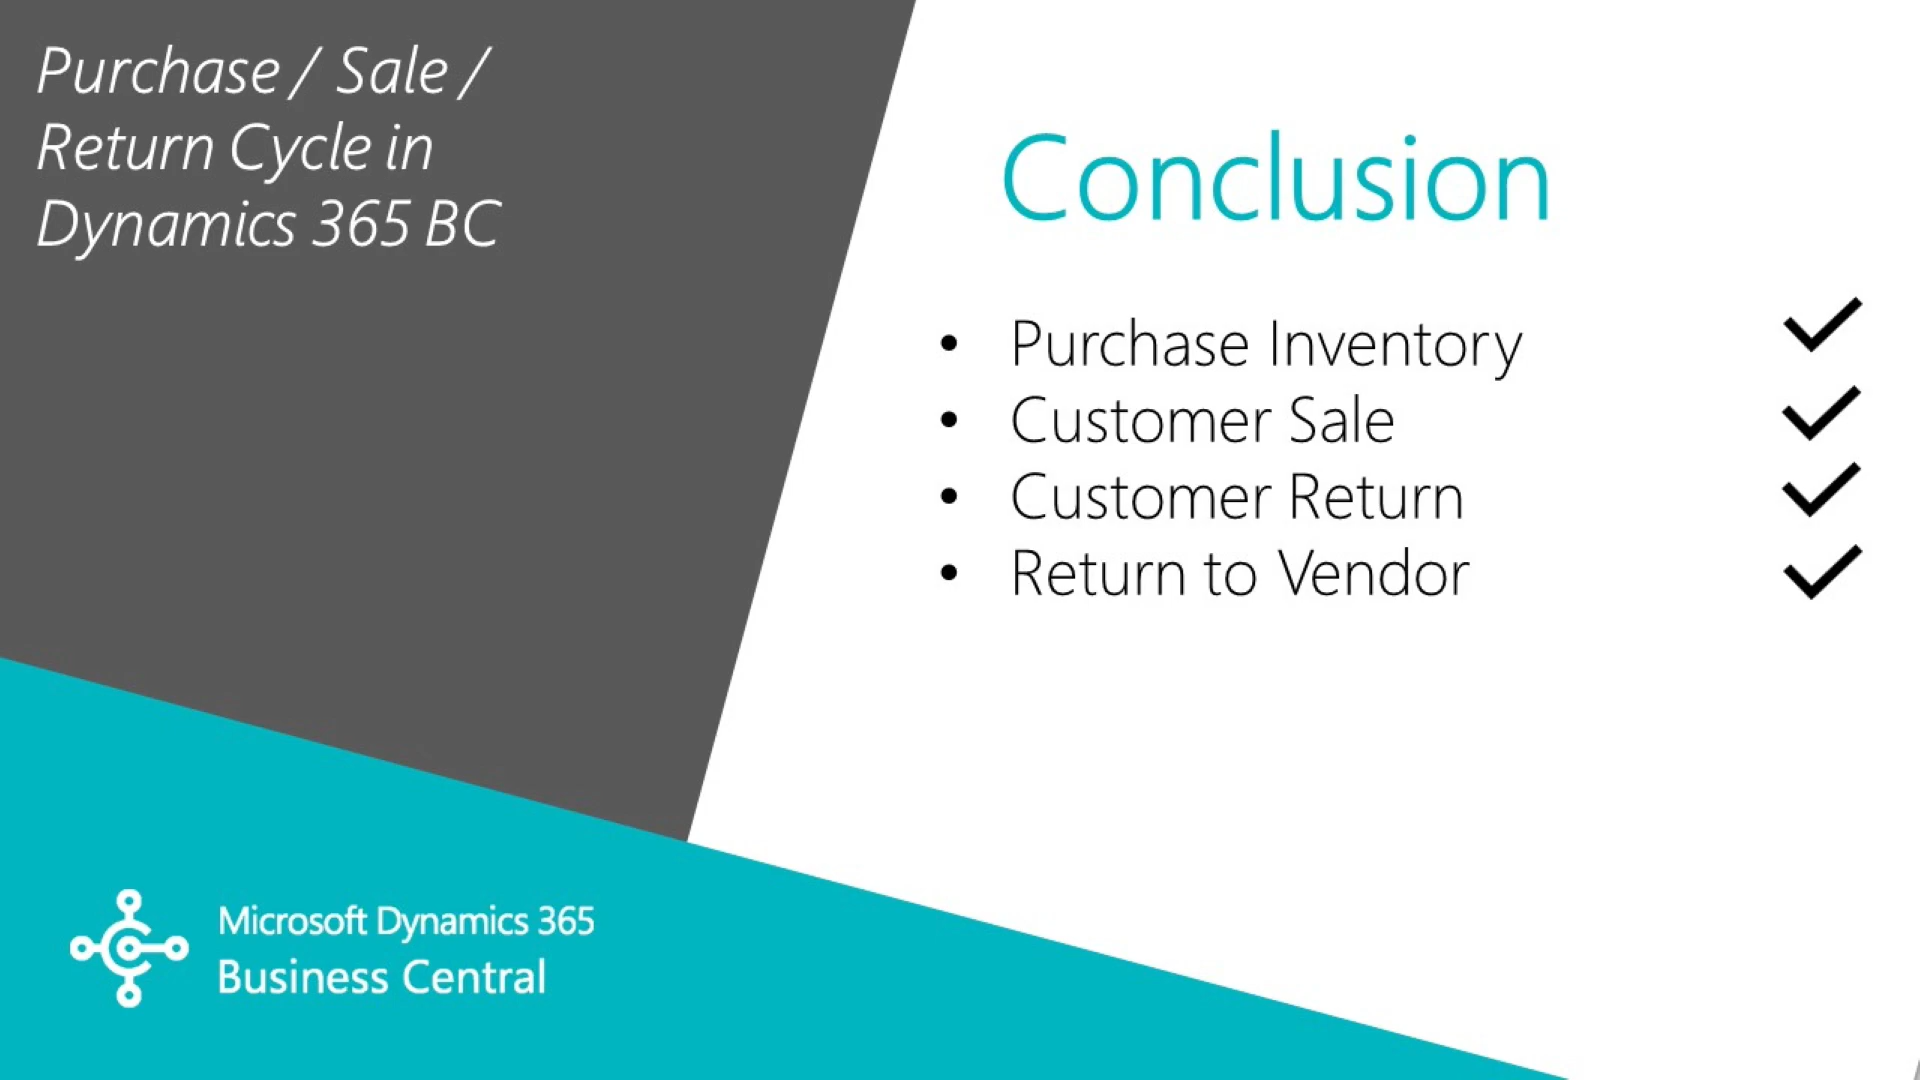 Purchase / Sale /
Return Cycle in
Dynamics 365 BC
Conclusion
• Purchase Inventory
• Customer Sale
• Customer Return
• Return to Vendor
Microsoft Dynamics 365
Business Central